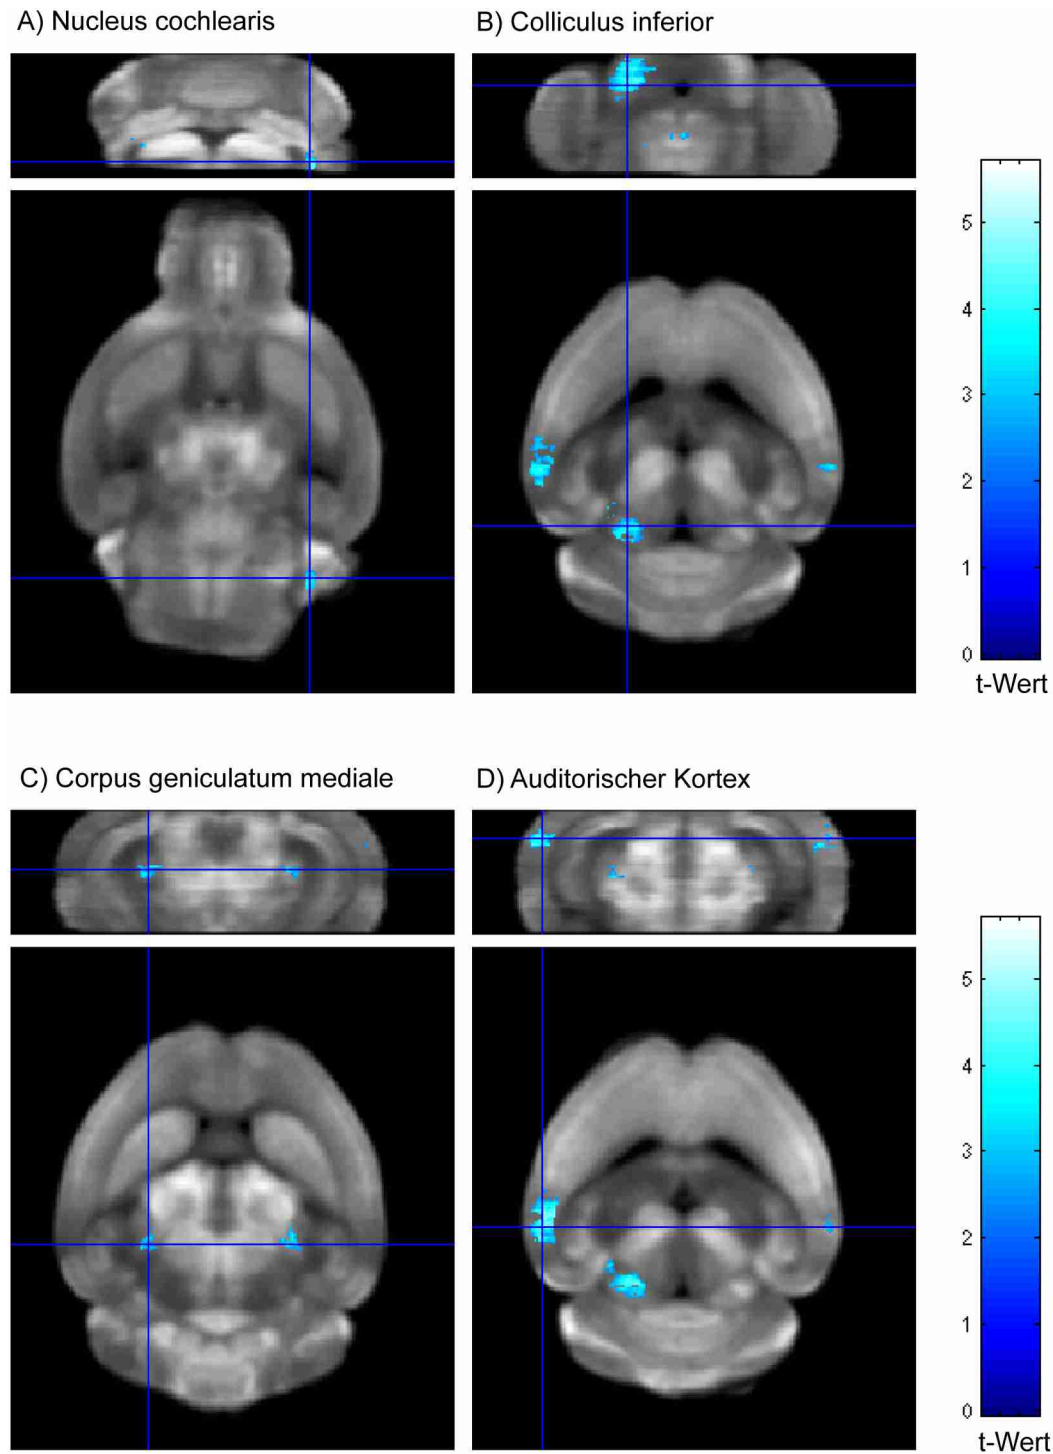 A) Nucleus cochlearis
B) Colliculus inferior
5
4
3
2
1
0
t-Wert
C) Corpus geniculatum mediale
D) Auditorischer Kortex
5
4
3
2
1
0
t-Wert